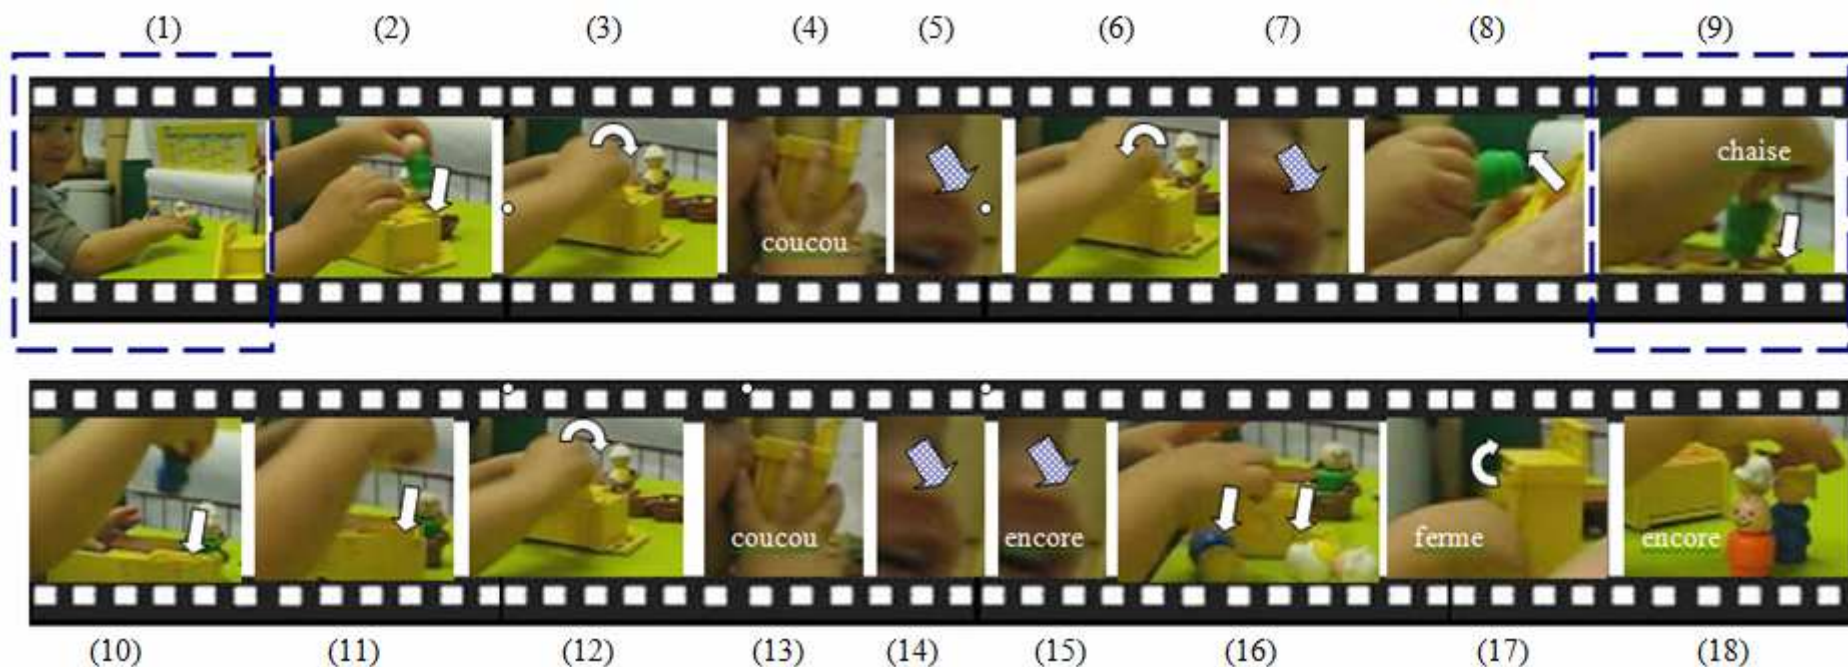 (1) (2) (3) (4) (5) (6) (7) (8) (9)
chaise
coucou
encore
ferme
encore
coucou
(10) (11) (12) (13) (14) (15) (16) (17) (18)